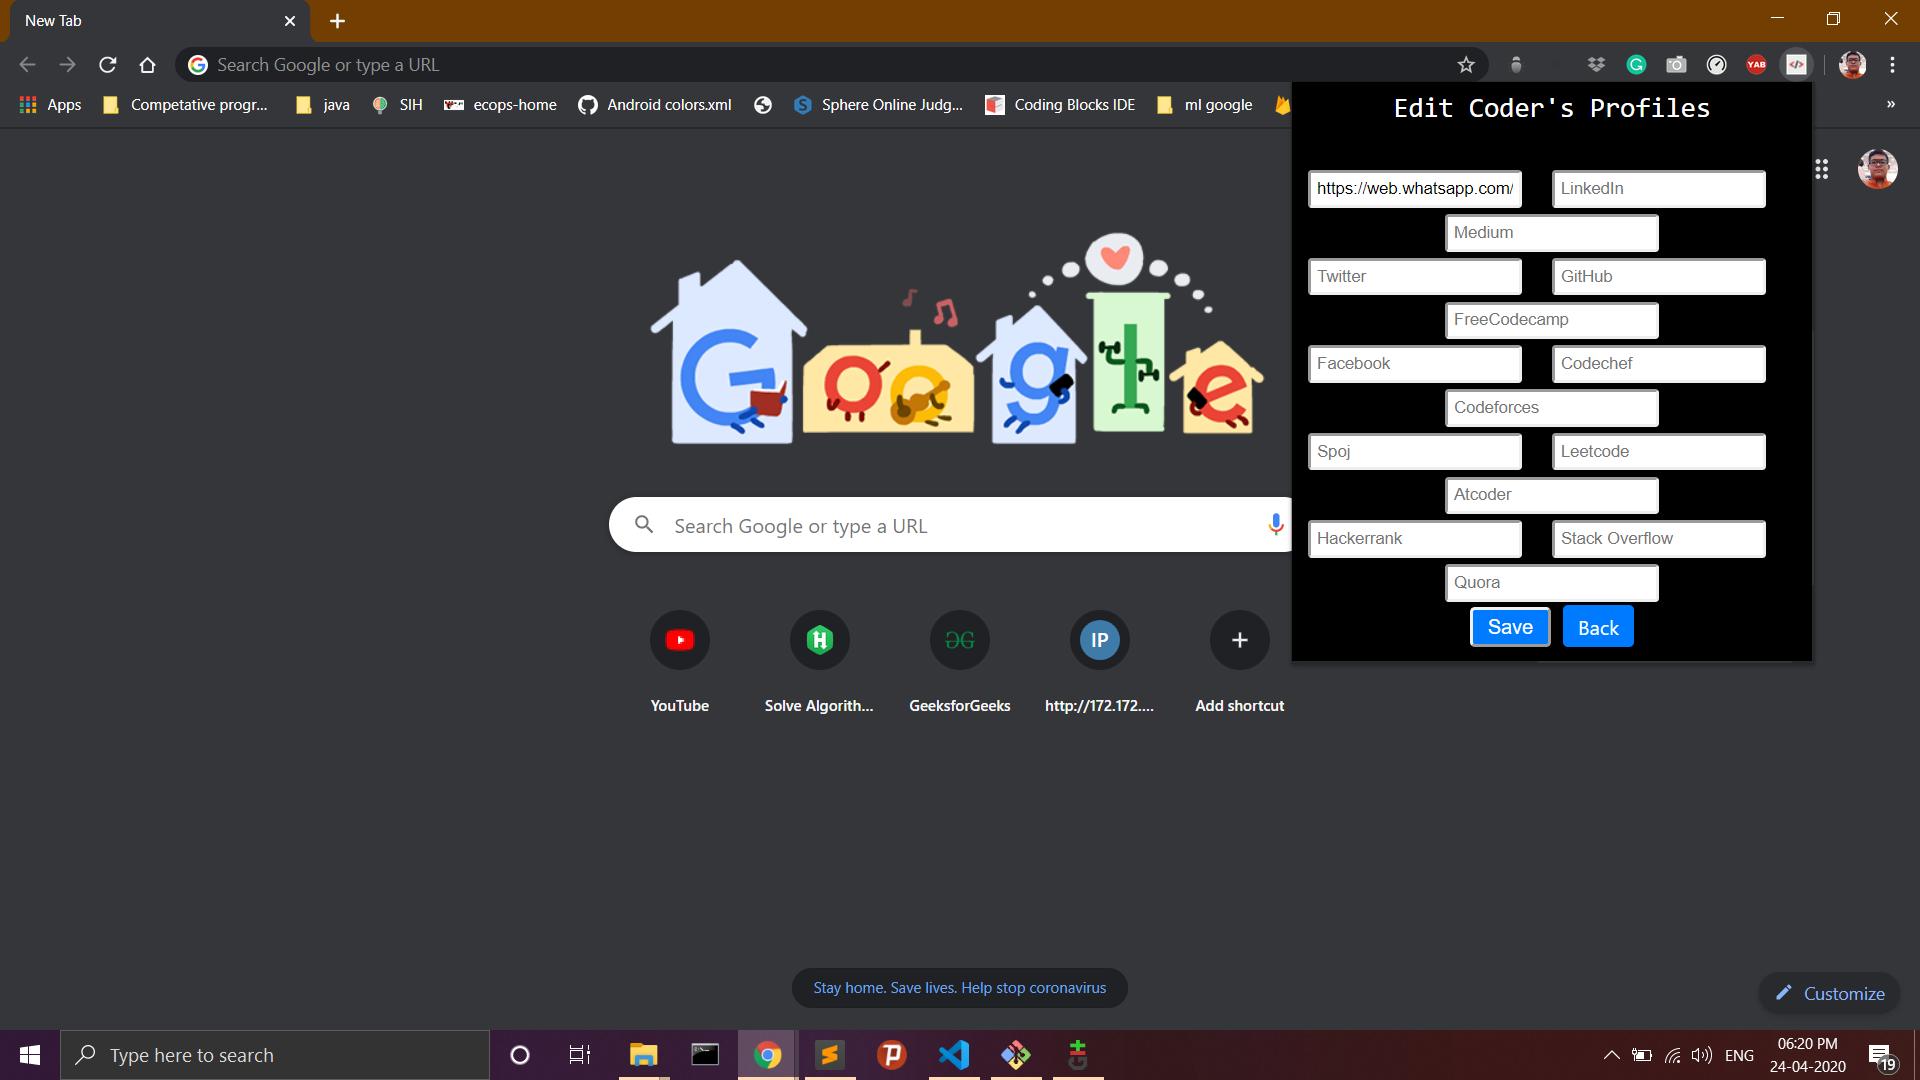 New Tab
Search Google or type a URL
YAB
Apps
Competative progr...
java
SIH
ecops-home
Android colors.xml
Sphere Online Judg...
Coding Blocks IDE
ml google
»
Edit Coder's Profiles
https://web.whatsapp.com/
LinkedIn
Medium
Twitter
GitHub
FreeCodecamp
Facebook
Codechef
Codeforces
Spoj
Leetcode
Atcoder
Hackerrank
Stack Overflow
Quora
Save
Back
Google
Search Google or type a URL
IP
YouTube
Solve Algorith...
GeeksforGeeks
http://172.172....
Add shortcut
Stay home. Save lives. Help stop coronavirus
Customize
Type here to search
ENG
06:20 PM
24-04-2020
19